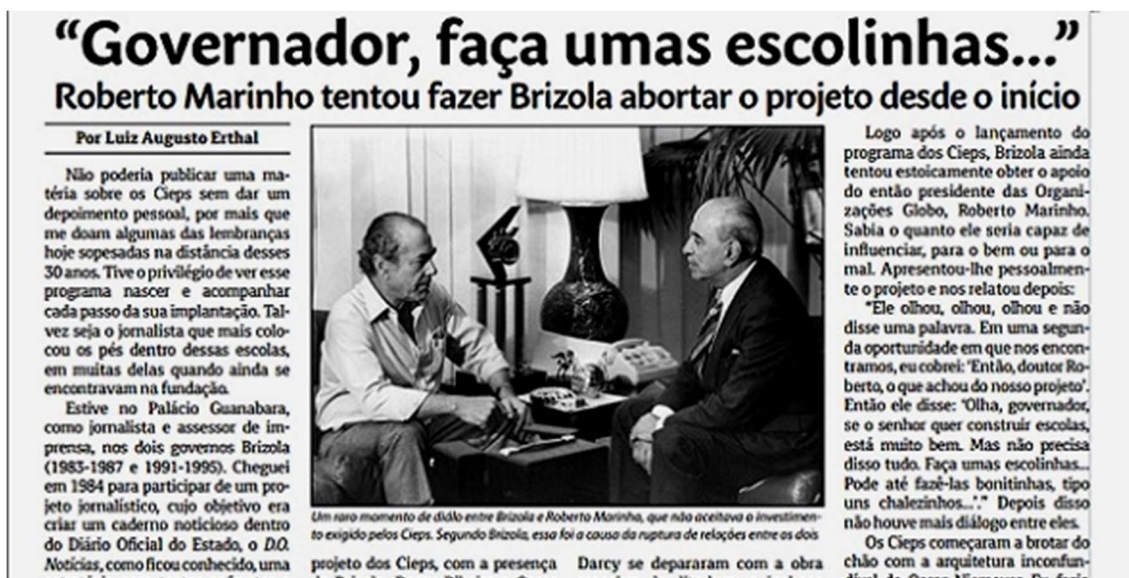 “Governador, faça umas escolinhas...”
Roberto Marinho tentou fazer Brizola abortar o projeto desde o início
Por Luiz Augusto Erthal
Não poderia publicar uma ma-
téria sobre os Cieps sem dar um
depoimento pessoal, por mais que
me doam algumas das lembranças
hoje sopesadas na distância desses
30 anos. Tive o privilégio de ver esse
programa nascer e acompanhar
cada passo da sua implantação. Tal-
vez seja o jornalista que mais colo-
cou os pés dentro dessas escolas,
em muitas delas quando ainda se
encontravam na fundação.
Estive no Palácio Guanabara,
como jornalista e assessor de im-
prensa, nos dois governos Brizola
(1983-1987 e 1991-1995). Cheguei
em 1984 para participar de um pro-
jeto jornalístico, cujo objetivo era
criar um caderno noticioso dentro
do Diário Oficial do Estado, o D.O.
Notícias, como ficou conhecido, uma
Um raro momento de diálo entre Brizola e Roberto Marinho, que não aceitava o investimen-
to exigido pelos Cieps. Segundo Brizola, essa foi a causa da ruptura de relações entre os dois
projeto dos Cieps, com a presença
Darcy se depararam com a obra
Logo após o lançamento do
programa dos Cieps, Brizola ainda
tentou estoicamente obter o apoio
do então presidente das Organi-
zações Globo, Roberto Marinho.
Sabia o quanto ele seria capaz de
influenciar, para o bem ou para o
mal. Apresentou-lhe pessoalmen-
te o projeto e nos relatou depois:
“Ele olhou, olhou, olhou e não
disse uma palavra. Em uma segun-
da oportunidade em que nos encon-
tramos, eu cobrei: ‘Então, doutor Ro-
berto, o que achou do nosso projeto’.
Então ele disse: ‘Olha, governador,
se o senhor quer construir escolas,
está muito bem. Mas não precisa
disso tudo. Faça umas escolinhas...
Pode até fazê-las bonitinhas, tipo
uns chalezinhos...’.” Depois disso
não houve mais diálogo entre eles.
Os Cieps começaram a brotar do
chão com a arquitetura inconfun-